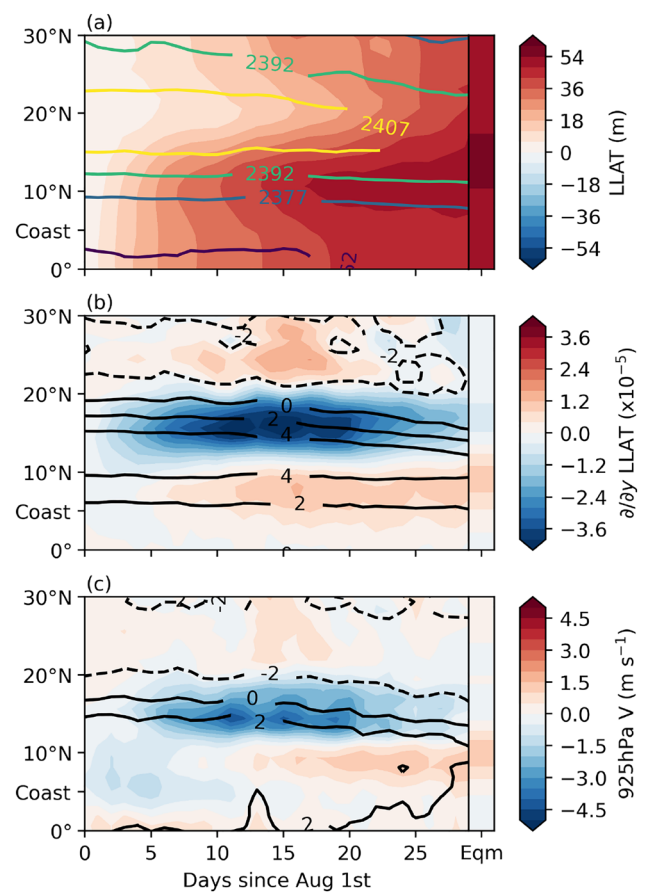 (a)
30°N
20°N
10°N
Coast
0°
2392
2407
2392
2377
54
36
18
0
−18
−36
−54
LLAT (m)
(b)
30°N
20°N
10°N
Coast
0°
-2
-2
0
2
4
4
2
3.6
2.4
1.2
0.0
−1.2
−2.4
−3.6
∂/∂y LLAT (x10⁻⁵)
(c)
30°N
20°N
10°N
Coast
0°
-2
-2
0
2
2
4.5
3.0
1.5
0.0
−1.5
−3.0
−4.5
925hPa V (m s⁻¹)
0 5 10 15 20 25 Eqm
Days since Aug 1st